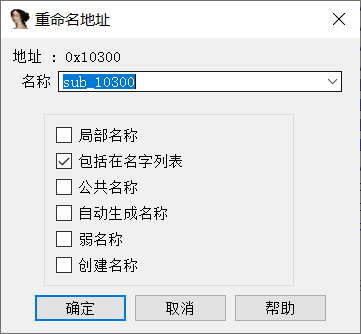 重命名地址
地址 : 0x10300
名称 sub_10300
局部名称
包括在名字列表
公共名称
自动生成名称
弱名称
创建名称
确定 取消 帮助